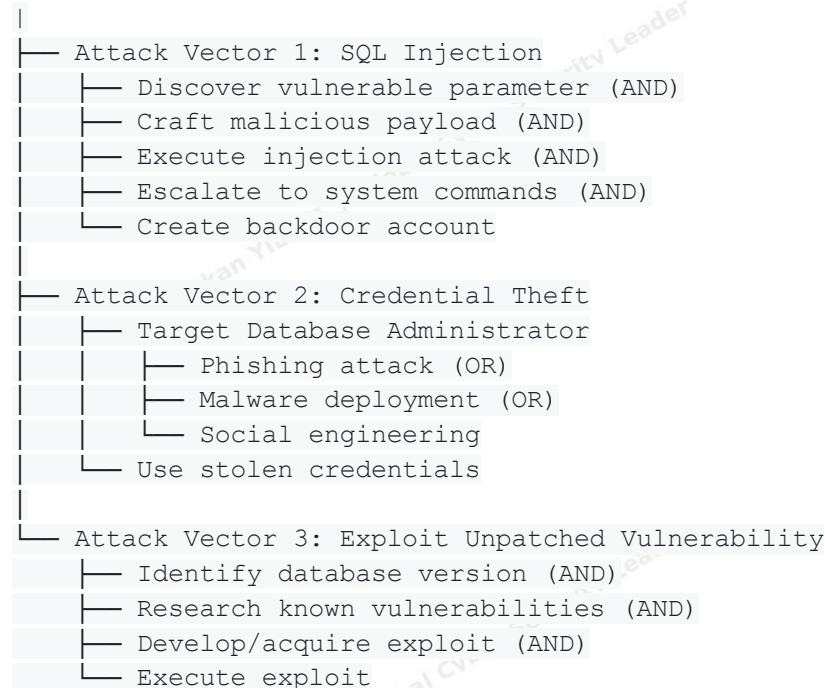 |
├── Attack Vector 1: SQL Injection
│   ├── Discover vulnerable parameter (AND)
│   ├── Craft malicious payload (AND)
│   ├── Execute injection attack (AND)
│   ├── Escalate to system commands (AND)
│   └── Create backdoor account
│
├── Attack Vector 2: Credential Theft
│   ├── Target Database Administrator
│   │   ├── Phishing attack (OR)
│   │   ├── Malware deployment (OR)
│   │   └── Social engineering
│   └── Use stolen credentials
│
└── Attack Vector 3: Exploit Unpatched Vulnerability
    ├── Identify database version (AND)
    ├── Research known vulnerabilities (AND)
    ├── Develop/acquire exploit (AND)
    └── Execute exploit